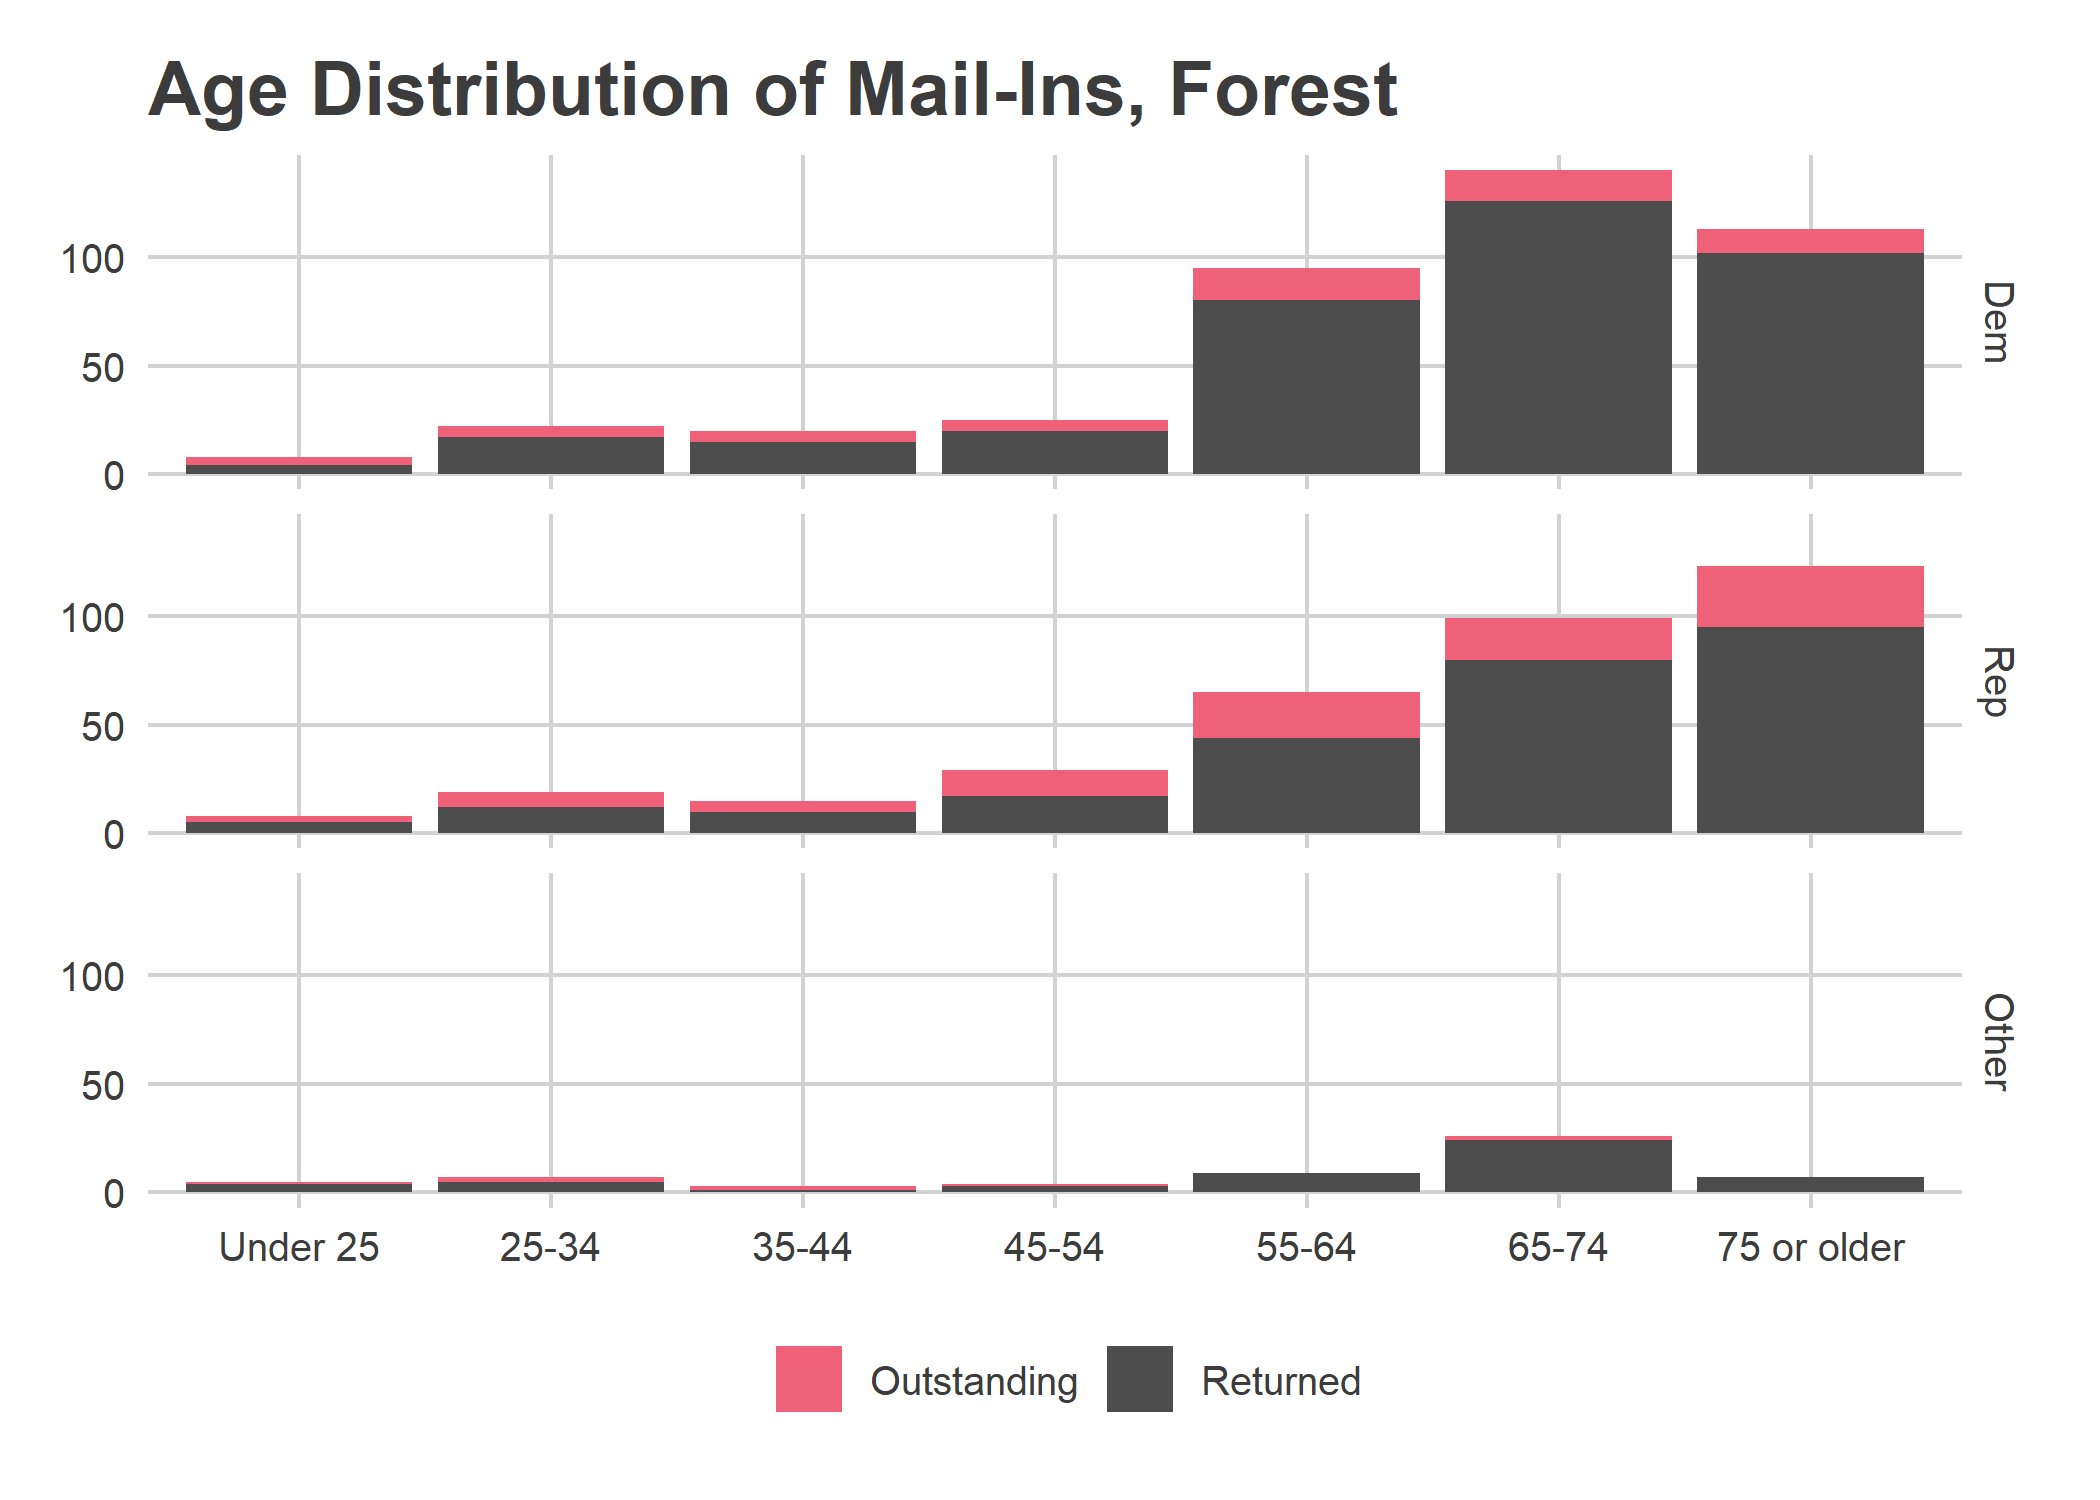 Age Distribution of Mail-Ins, Forest
100
50
0
Dem
100
50
0
Rep
100
50
0
Other
Under 25 25-34 35-44 45-54 55-64 65-74 75 or older
Outstanding Returned